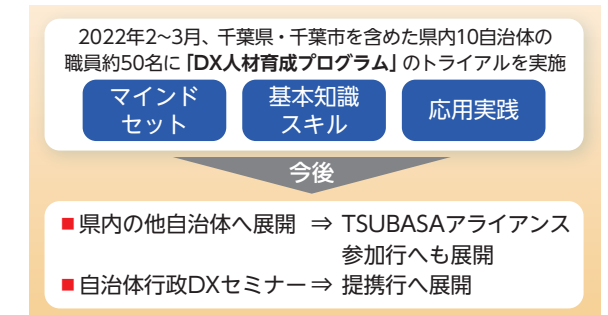 2022年2~3月、千葉県・千葉市を含めた県内10自治体の
職員約50名に「DX人材育成プログラム」のトライアルを実施
マインド
セット
基本知識
スキル
応用実践
今後
■県内の他自治体へ展開 ⇒ TSUBASAアライアンス
参加行へも展開
■自治体行政DXセミナー⇒ 提携行へ展開